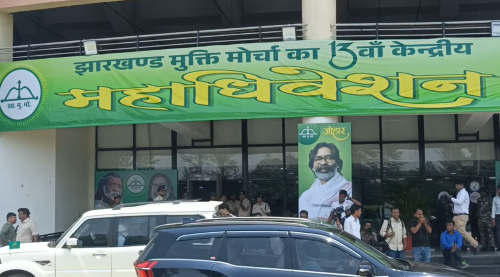 झारखण्ड मुक्ति मोर्चा का 13वाँ केन्द्रीय
महाधिवेशन
झा.मु.मो.
जोहार